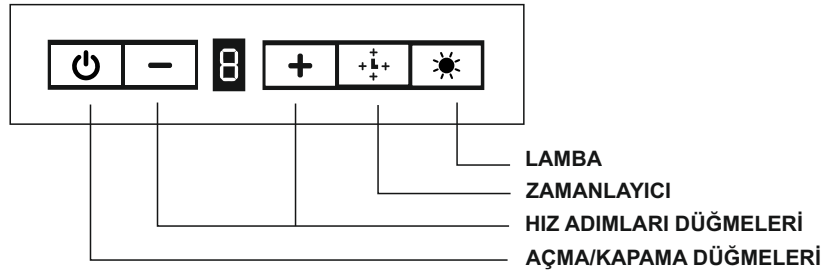 8
LAMBA
ZAMANLAYICI
HIZ ADIMLARI DÜĞMELERİ
AÇMA/KAPAMA DÜĞMELERİ